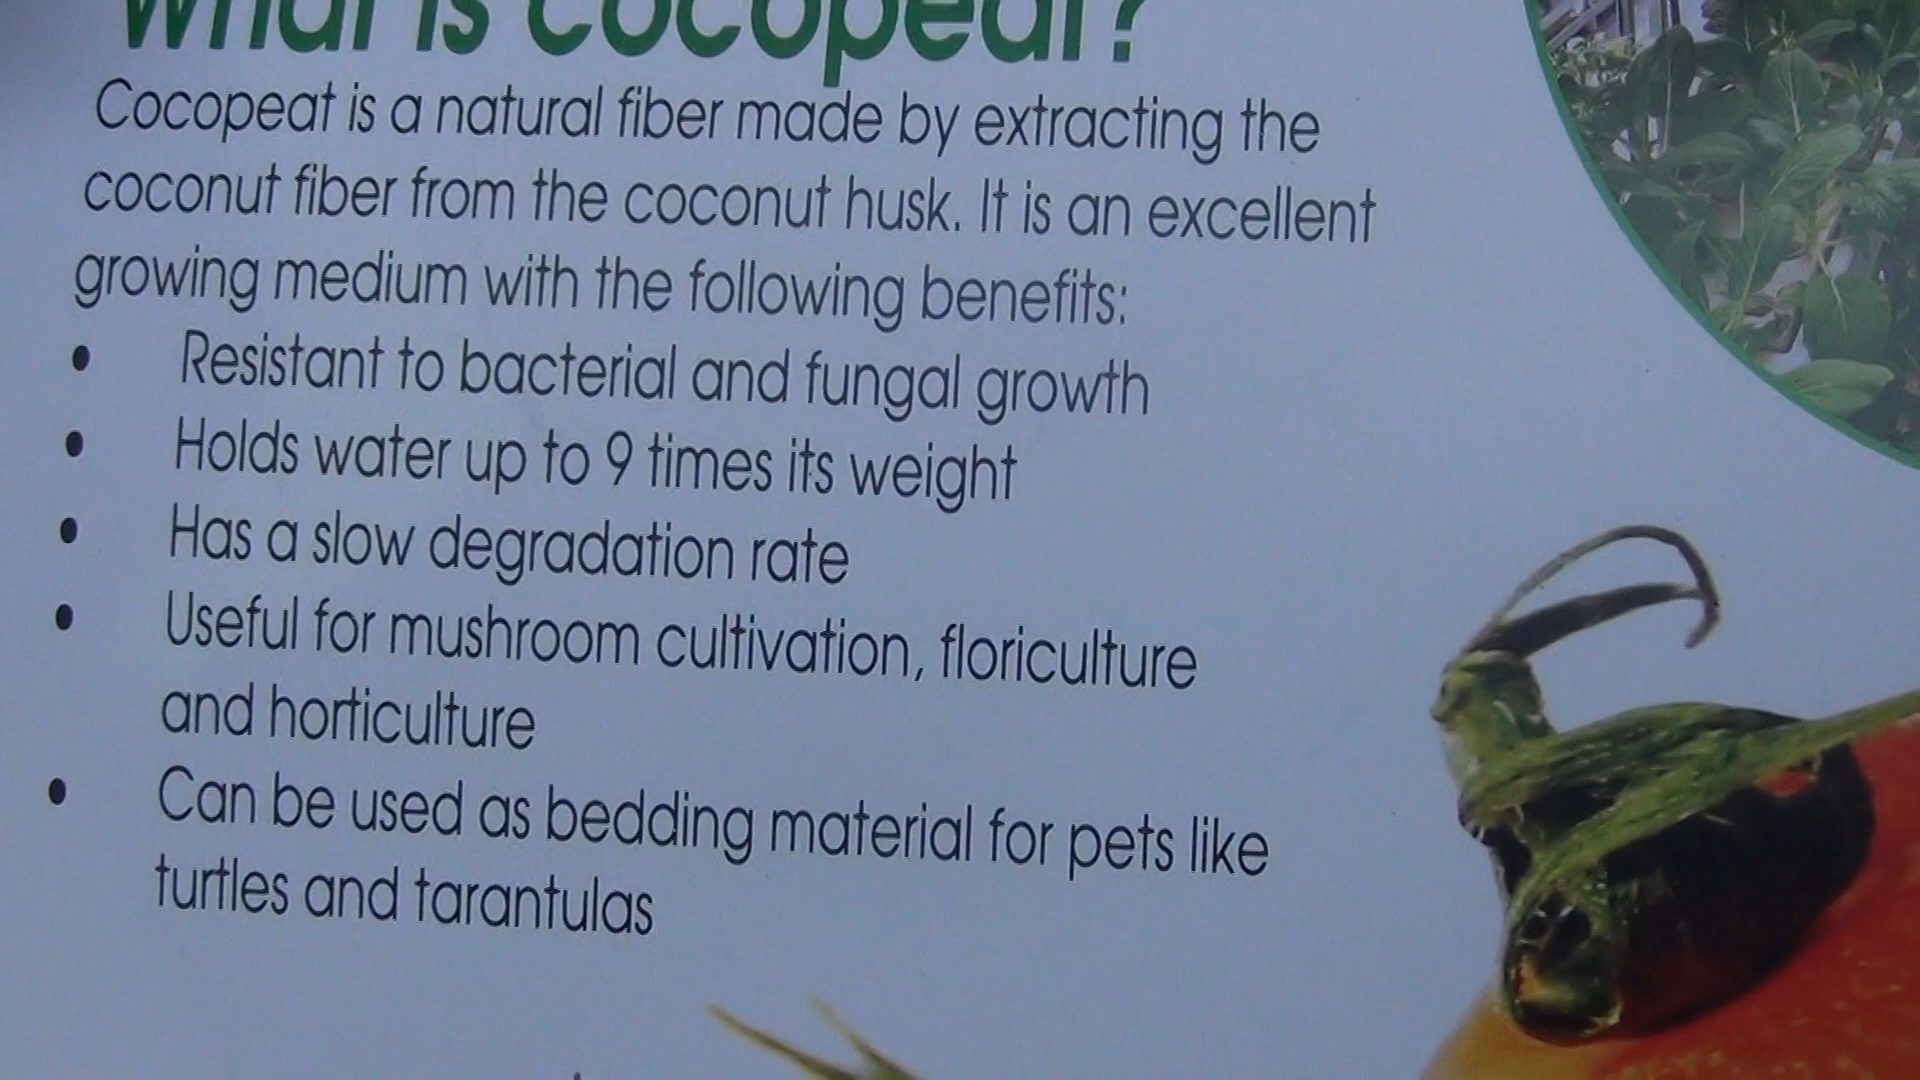 What is cocopeat?
Cocopeat is a natural fiber made by extracting the
coconut fiber from the coconut husk. It is an excellent
growing medium with the following benefits:
• Resistant to bacterial and fungal growth
• Holds water up to 9 times its weight
• Has a slow degradation rate
• Useful for mushroom cultivation, floriculture
and horticulture
• Can be used as bedding material for pets like
turtles and tarantulas